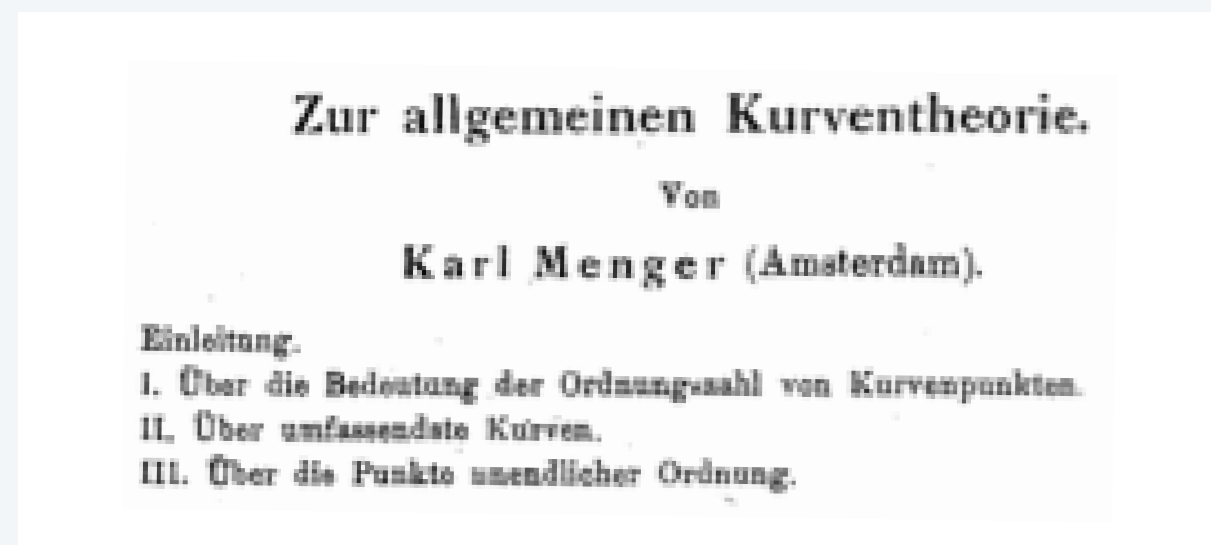 Zur allgemeinen Kurventheorie.
Von
Karl Menger (Amsterdam).
Einleitung.
I. Über die Bedeutung der Ordnungszahl von Kurvenpunkten.
II. Über umfassendste Kurven.
III. Über die Punkte unendlicher Ordnung.